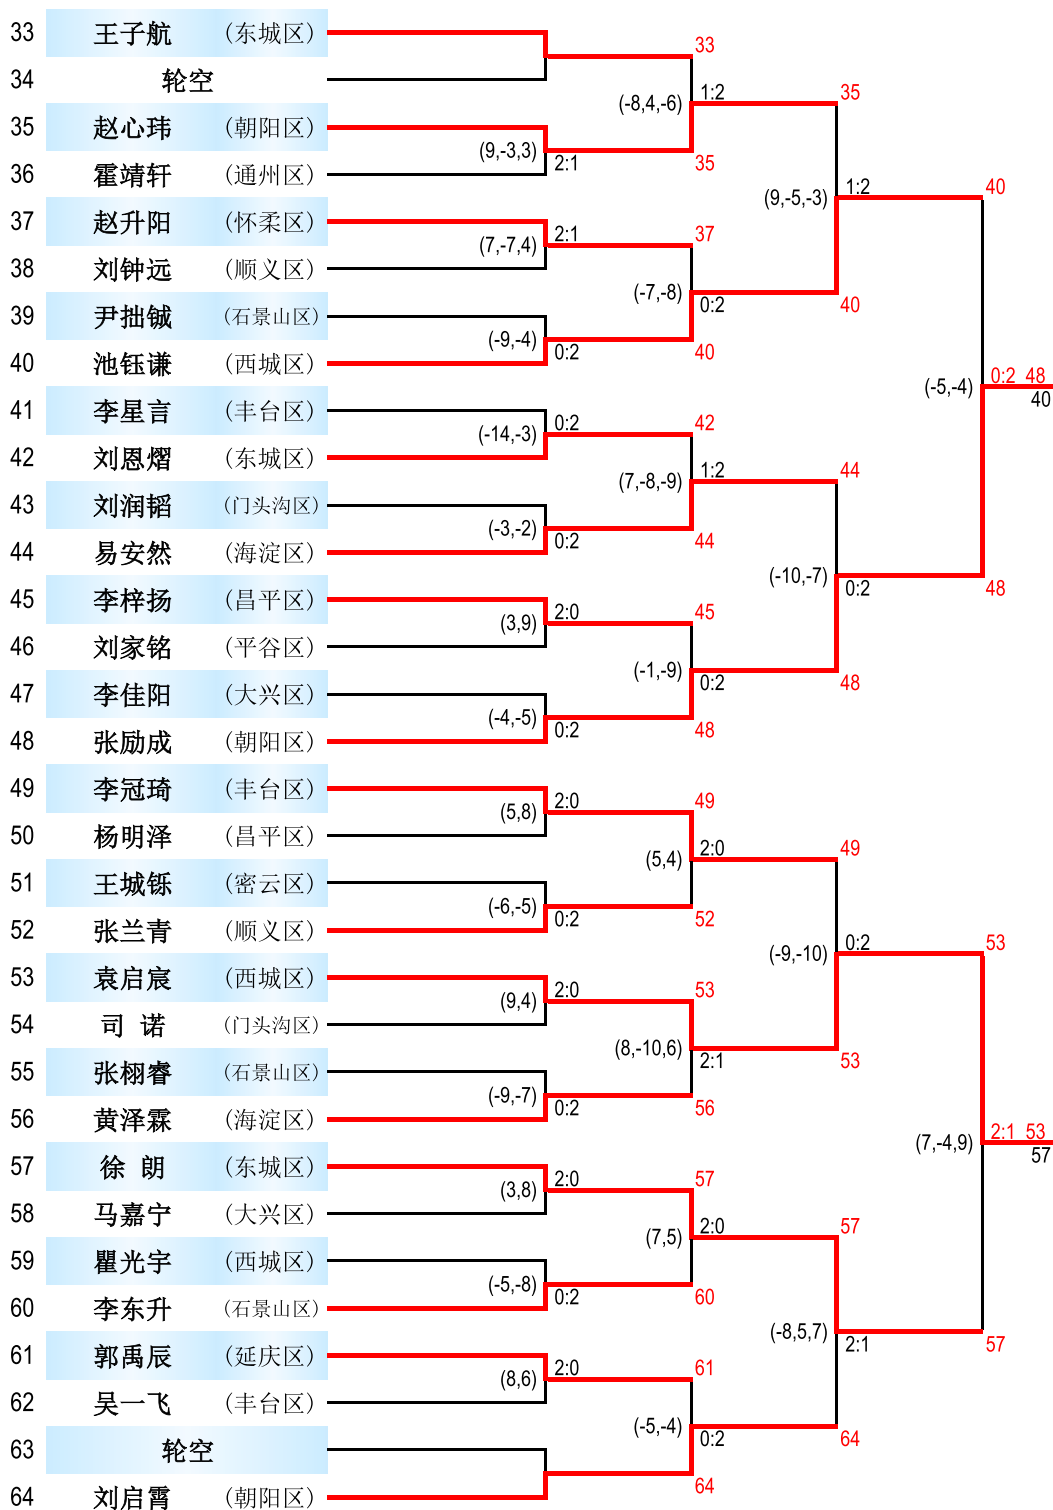 33 王子航 (东城区)
33
34 轮空
(-8,4,-6) 1:2 35
35 赵心玮 (朝阳区)
(9,-3,3) 2:1 35
36 霍靖轩 (通州区)
(9,-5,-3) 1:2 40
37 赵升阳 (怀柔区)
(7,-7,4) 2:1 37
38 刘钟远 (顺义区)
(-7,-8) 0:2 40
39 尹拙铖 (石景山区)
(-9,-4) 0:2 40
40 池钰谦 (西城区)
(-5,-4) 0:2 48
40
41 李星言 (丰台区)
(-14,-3) 0:2 42
42 刘恩熠 (东城区)
(7,-8,-9) 1:2 44
43 刘润韬 (门头沟区)
(-3,-2) 0:2 44
44 易安然 (海淀区)
(-10,-7) 0:2 48
45 李梓扬 (昌平区)
(3,9) 2:0 45
46 刘家铭 (平谷区)
(-1,-9) 0:2 48
47 李佳阳 (大兴区)
(-4,-5) 0:2 48
48 张励成 (朝阳区)
49 李冠琦 (丰台区)
(5,8) 2:0 49
50 杨明泽 (昌平区)
(5,4) 2:0 49
51 王城铄 (密云区)
(-6,-5) 0:2 52
52 张兰青 (顺义区)
(-9,-10) 0:2 53
53 袁启宸 (西城区)
(9,4) 2:0 53
54 司 诺 (门头沟区)
(8,-10,6) 2:1 53
55 张栩睿 (石景山区)
(-9,-7) 0:2 56
56 黄泽霖 (海淀区)
(7,-4,9) 2:1 53
57
57 徐 朗 (东城区)
(3,8) 2:0 57
58 马嘉宁 (大兴区)
(7,5) 2:0 57
59 瞿光宇 (西城区)
(-5,-8) 0:2 60
60 李东升 (石景山区)
(-8,5,7) 2:1 57
61 郭禹辰 (延庆区)
(8,6) 2:0 61
62 吴一飞 (丰台区)
(-5,-4) 0:2 64
63 轮空
64
64 刘启霄 (朝阳区)